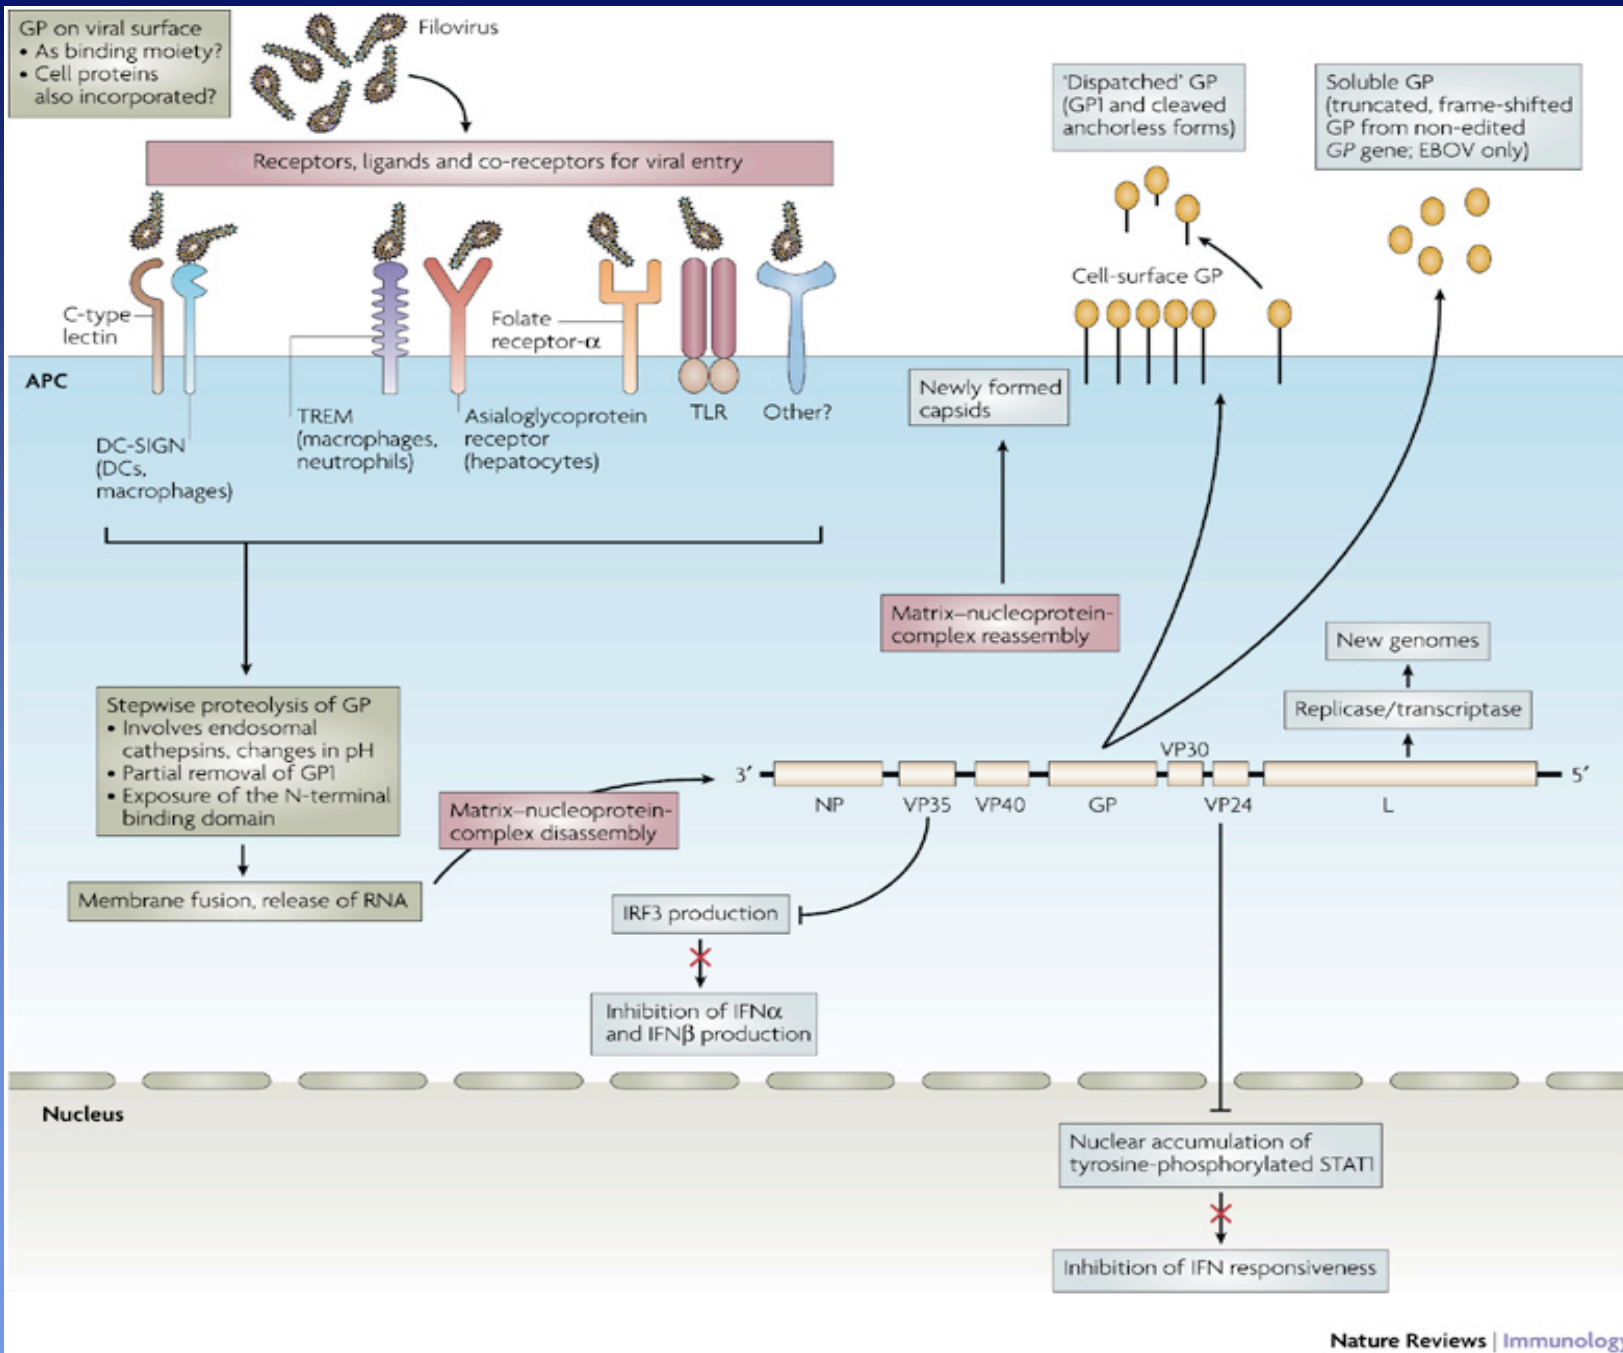 GP on viral surface
• As binding moiety?
• Cell proteins
also incorporated?
Filovirus
Receptors, ligands and co-receptors for viral entry
'Dispatched' GP
(GP1 and cleaved
anchorless forms)
Soluble GP
(truncated, frame-shifted
GP from non-edited
GP gene; EBOV only)
Cell-surface GP
C-type
lectin
Folate
receptor-α
APC
DC-SIGN
(DCs,
macrophages)
TREM
(macrophages,
neutrophils)
Asialoglycoprotein
receptor
(hepatocytes)
TLR
Other?
Newly formed
capsids
Matrix–nucleoprotein-
complex reassembly
New genomes
Replicase/transcriptase
Stepwise proteolysis of GP
• Involves endosomal
cathepsins, changes in pH
• Partial removal of GP1
• Exposure of the N-terminal
binding domain
Membrane fusion, release of RNA
Matrix–nucleoprotein-
complex disassembly
VP30
3′ 5′
NP VP35 VP40 GP VP24 L
IRF3 production
Inhibition of IFNα
and IFNβ production
Nucleus
Nuclear accumulation of
tyrosine-phosphorylated STAT1
Inhibition of IFN responsiveness
Nature Reviews | Immunology